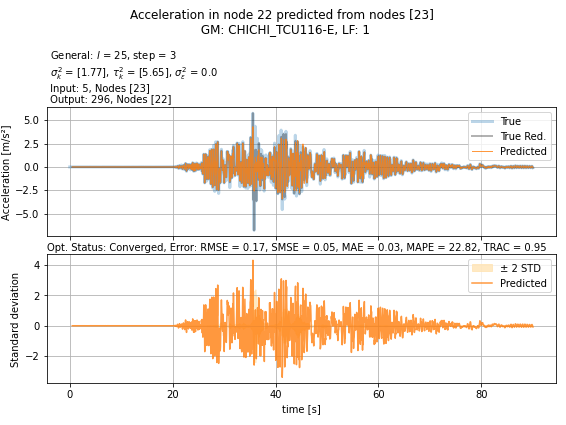 Acceleration in node 22 predicted from nodes [23]
GM: CHICHI_TCU116-E, LF: 1
General: l = 25, step = 3
σ²ₖ = [1.77], τ²ₖ = [5.65], σ²ε = 0.0
Input: 5, Nodes [23]
Output: 296, Nodes [22]
5.0
2.5
0.0
−2.5
−5.0
Acceleration [m/s²]
True
True Red.
Predicted
Opt. Status: Converged, Error: RMSE = 0.17, SMSE = 0.05, MAE = 0.03, MAPE = 22.82, TRAC = 0.95
4
2
0
−2
Standard deviation
± 2 STD
Predicted
0 20 40 60 80
time [s]